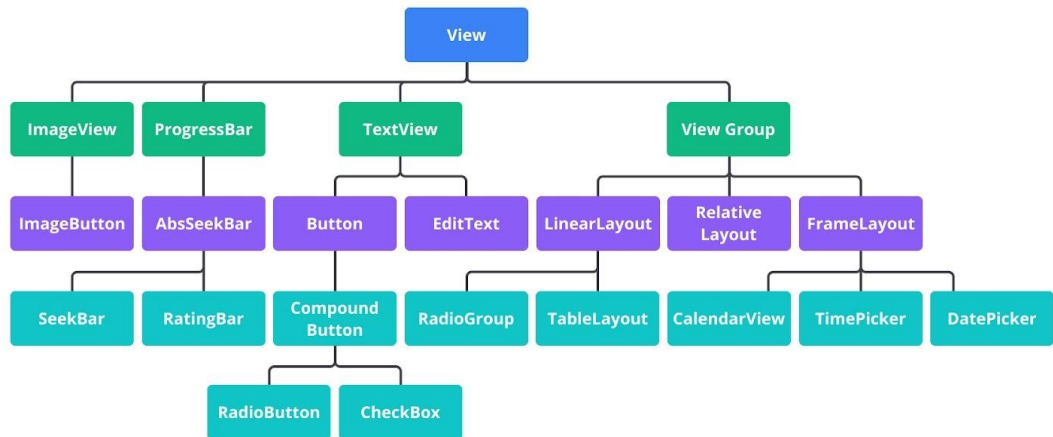 View
ImageView
ProgressBar
TextView
View Group
ImageButton
AbsSeekBar
Button
EditText
LinearLayout
Relative
Layout
FrameLayout
SeekBar
RatingBar
Compound
Button
RadioGroup
TableLayout
CalendarView
TimePicker
DatePicker
RadioButton
CheckBox